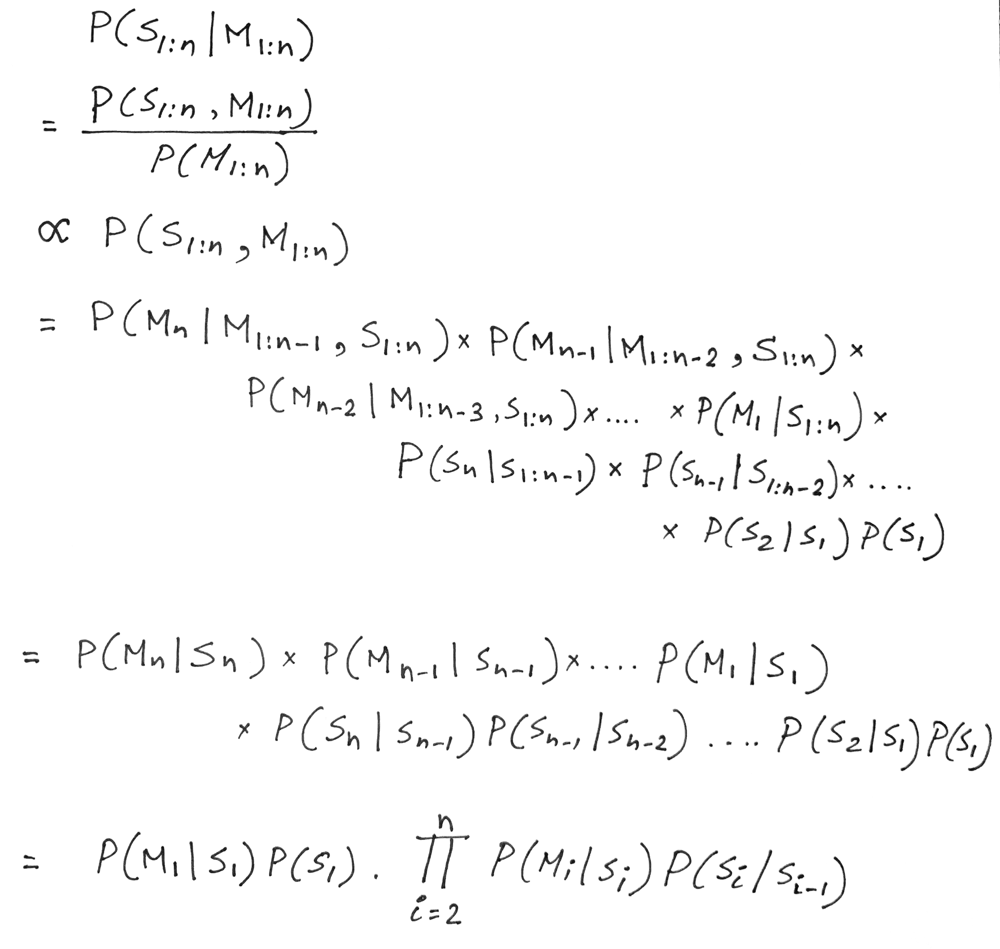 P(S₁:ₙ | M₁:ₙ)
= P(S₁:ₙ , M₁:ₙ)
P(M₁:ₙ)
∝ P(S₁:ₙ , M₁:ₙ)
= P(Mₙ | M₁:ₙ₋₁ , S₁:ₙ) × P(Mₙ₋₁ | M₁:ₙ₋₂ , S₁:ₙ) ×
P(Mₙ₋₂ | M₁:ₙ₋₃ , S₁:ₙ) × .... × P(M₁ | S₁:ₙ) ×
P(Sₙ | S₁:ₙ₋₁) × P(Sₙ₋₁ | S₁:ₙ₋₂) × ....
× P(S₂ | S₁) P(S₁)
= P(Mₙ | Sₙ) × P(Mₙ₋₁ | Sₙ₋₁) × .... P(M₁ | S₁)
× P(Sₙ | Sₙ₋₁) P(Sₙ₋₁ | Sₙ₋₂) .... P(S₂ | S₁) P(S₁)
n
= P(M₁ | S₁) P(S₁) . ∏ P(Mᵢ | Sᵢ) P(Sᵢ | Sᵢ₋₁)
i=2